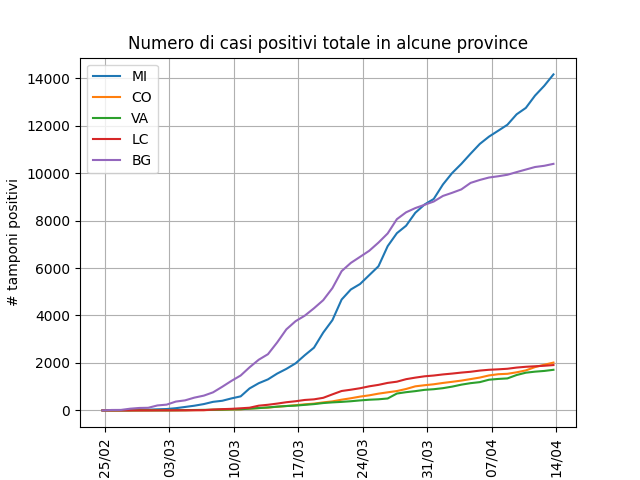 Numero di casi positivi totale in alcune province
MI
CO
VA
LC
BG
# tamponi positivi
14000
12000
10000
8000
6000
4000
2000
0
25/02
03/03
10/03
17/03
24/03
31/03
07/04
14/04